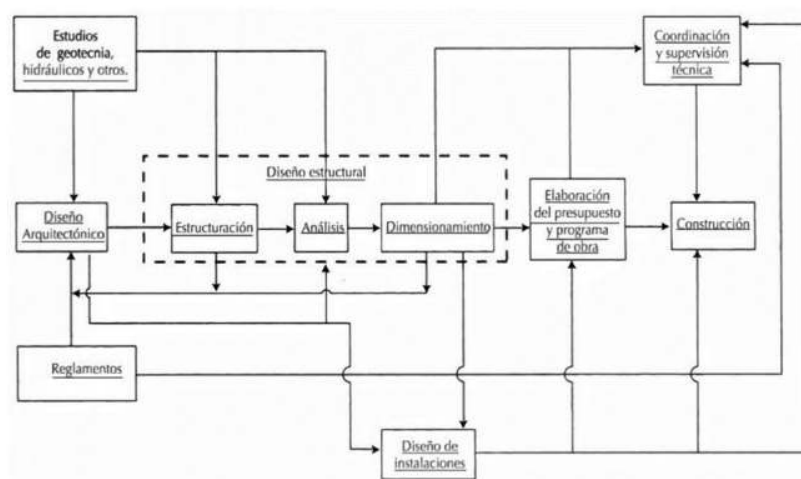 Estudios
de geotecnia,
hidráulicos y otros.
Coordinación
y supervisión
técnica
Diseño estructural
Diseño
Arquitectónico
Estructuración
Análisis
Dimensionamiento
Elaboración
del presupuesto
y programa
de obra
Construcción
Reglamentos
Diseño de
instalaciones